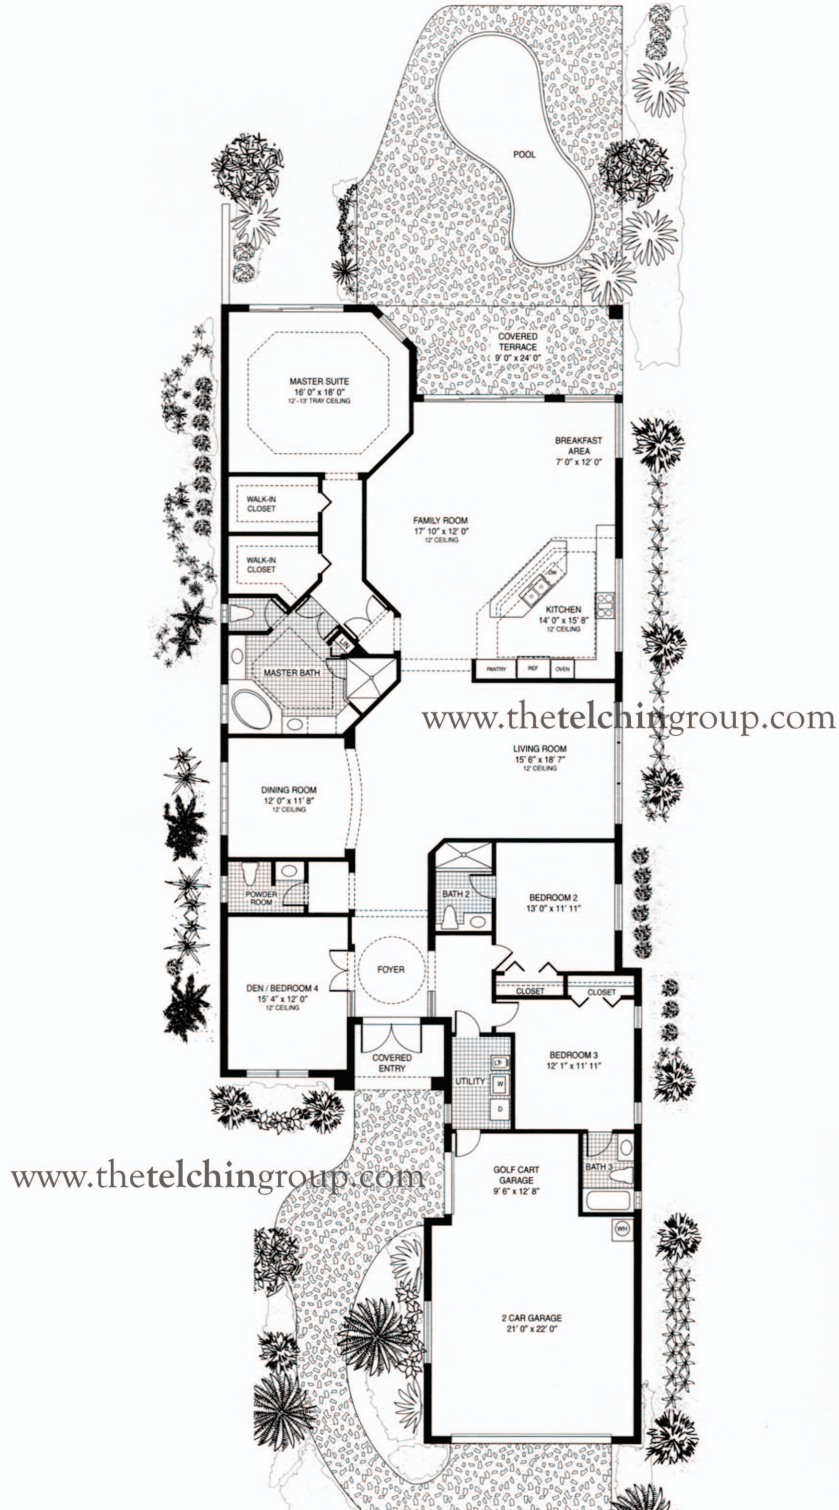 POOL
COVERED
TERRACE
9' 0" x 24' 0"
MASTER SUITE
16' 0" x 18' 0"
12'-13' TRAY CEILING
BREAKFAST
AREA
7' 0" x 12' 0"
WALK-IN
CLOSET
FAMILY ROOM
17' 10" x 12' 0"
12' CEILING
WALK-IN
CLOSET
DW
KITCHEN
14' 0" x 15' 8"
12' CEILING
LIN
MASTER BATH
PANTRY
REF
OVEN
www.thetelchingroup.com
LIVING ROOM
15' 6" x 18' 7"
12' CEILING
DINING ROOM
12' 0" x 11' 8"
12' CEILING
POWDER
ROOM
BATH 2
BEDROOM 2
13' 0" x 11' 11"
FOYER
DEN / BEDROOM 4
15' 4" x 12' 0"
12' CEILING
CLOSET
CLOSET
COVERED
ENTRY
BEDROOM 3
12' 1" x 11' 11"
UTILITY
LT
W
D
BATH 3
GOLF CART
GARAGE
9' 6" x 12' 8"
www.thetelchingroup.com
WH
2 CAR GARAGE
21' 0" x 22' 0"